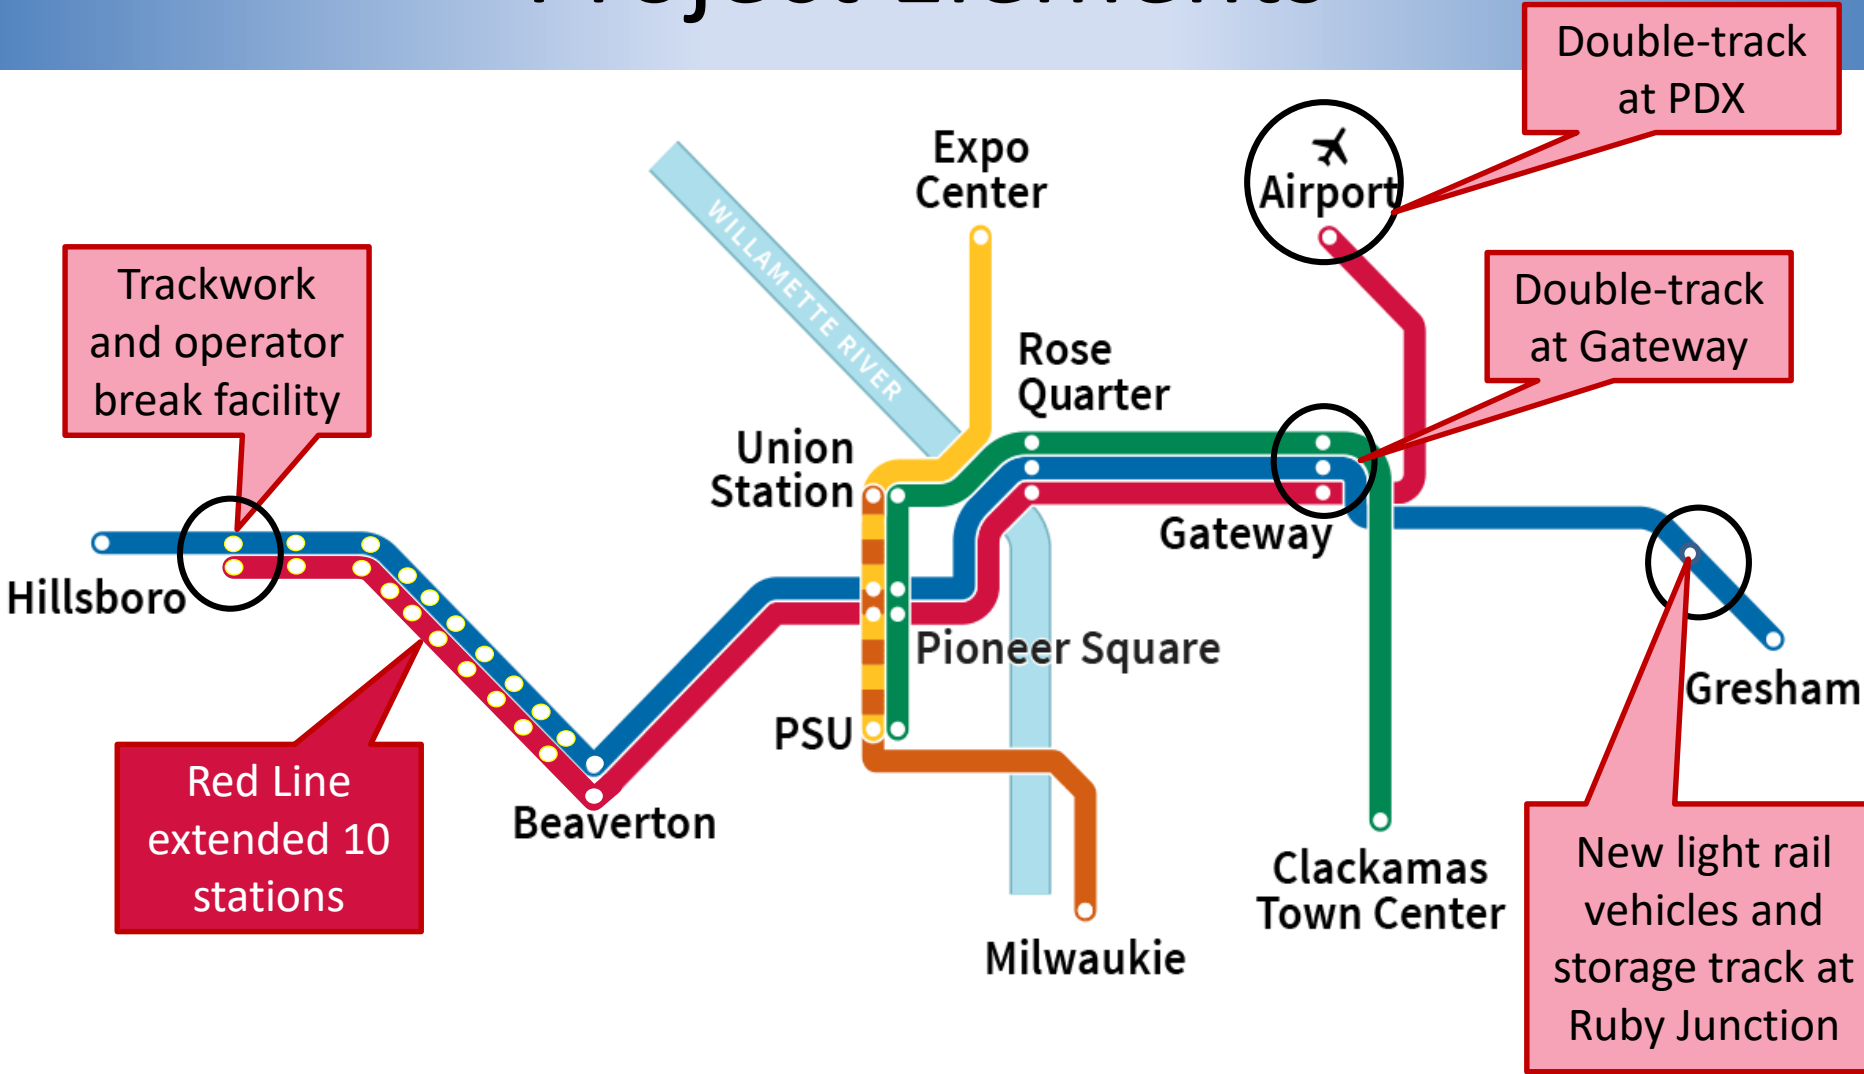 Project Elements
Double-track
at PDX
Expo
Center
Airport
WILLAMETTE RIVER
Trackwork
and operator
break facility
Double-track
at Gateway
Rose
Quarter
Union
Station
Gateway
Hillsboro
Pioneer Square
Gresham
PSU
Red Line
extended 10
stations
Beaverton
Clackamas
Town Center
New light rail
vehicles and
storage track at
Ruby Junction
Milwaukie